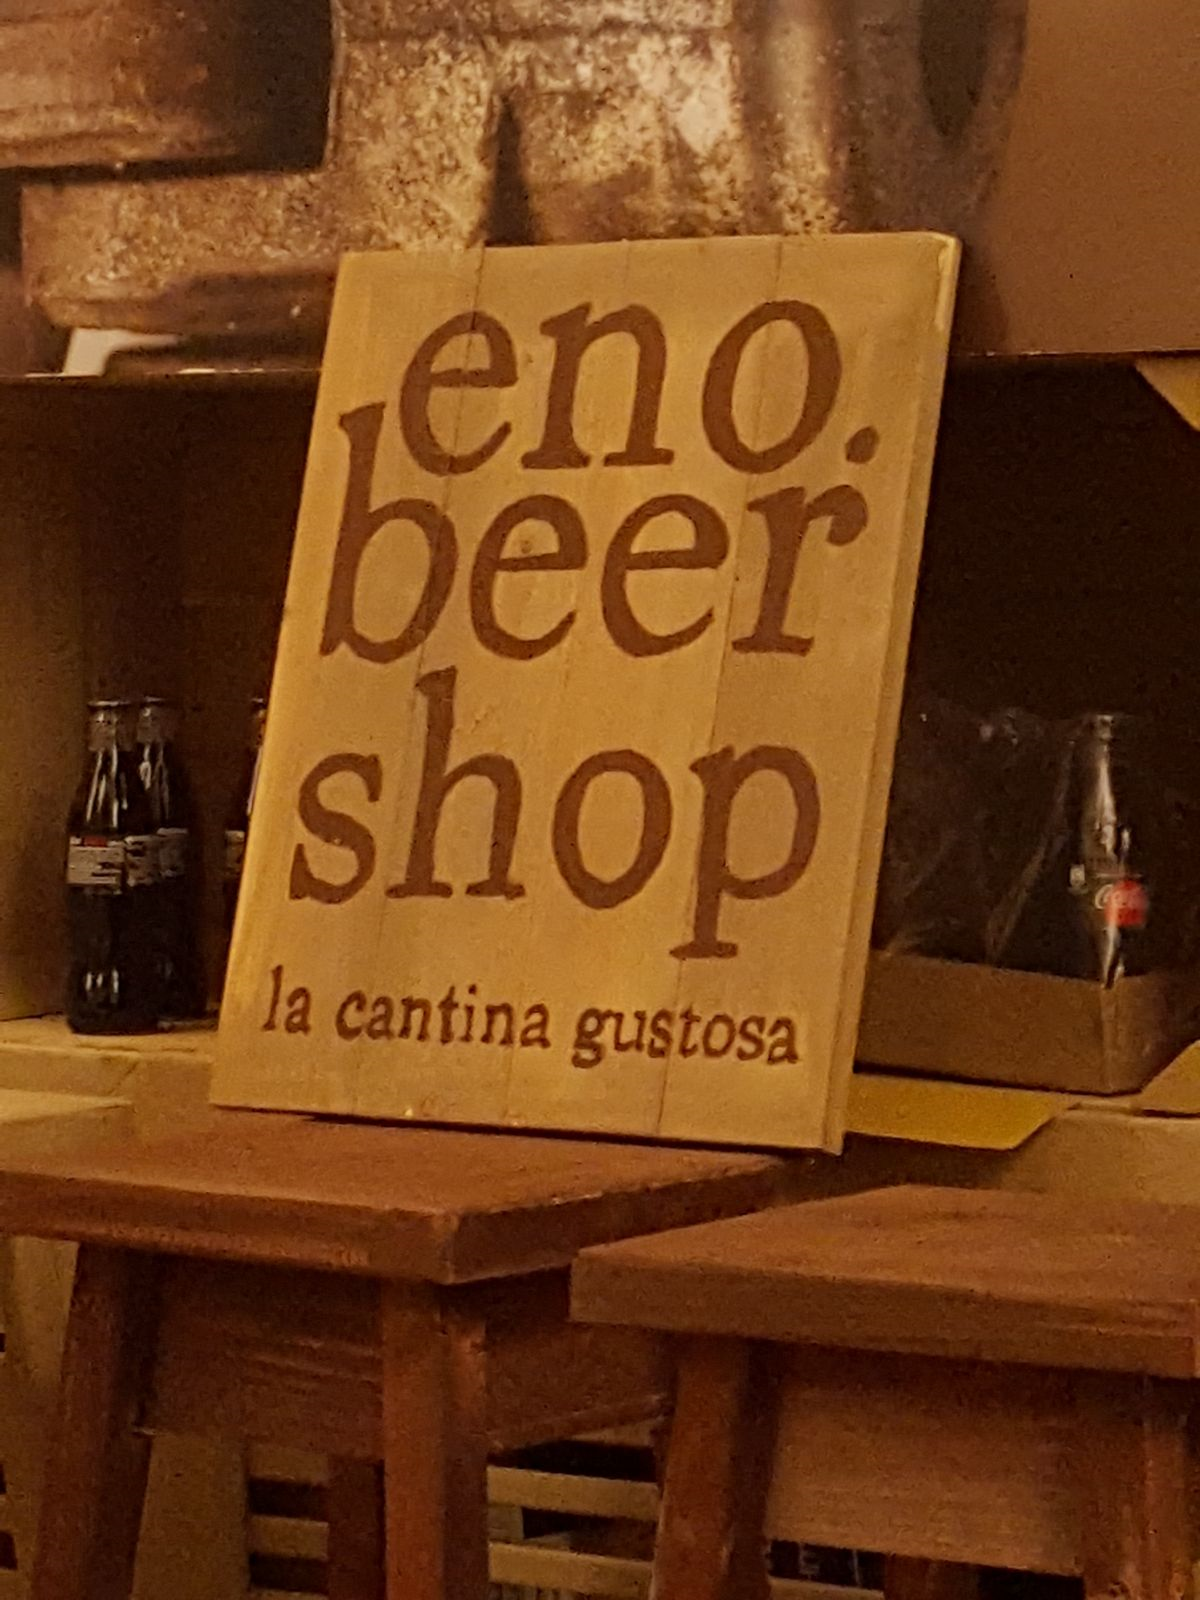 eno.
beer
shop
la cantina gustosa